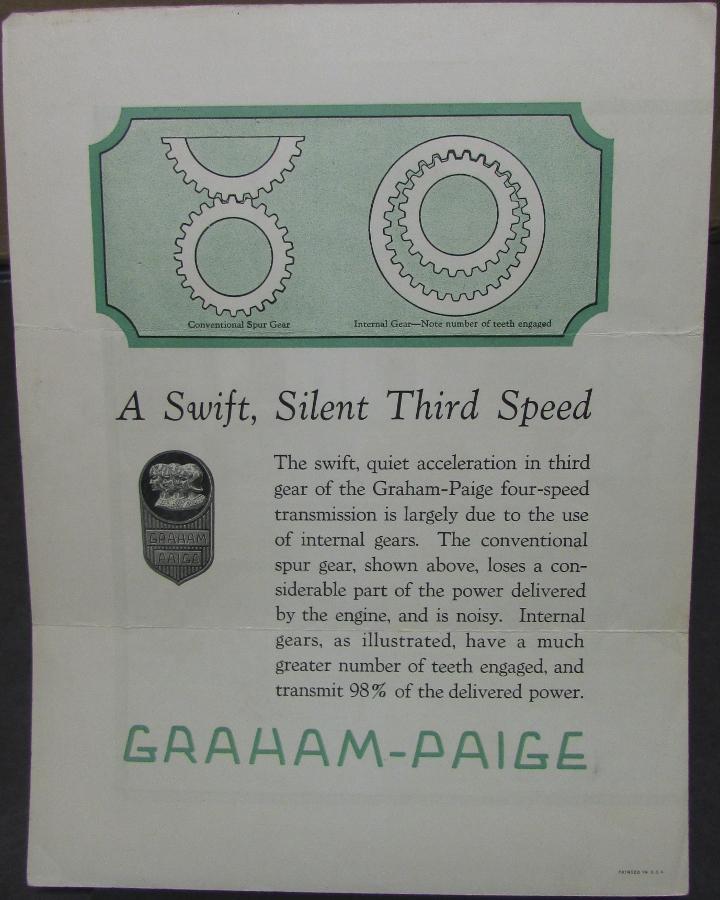 Conventional Spur Gear
Internal Gear—Note number of teeth engaged
A Swift, Silent Third Speed
GRAHAM
PAIGE
The swift, quiet acceleration in third
gear of the Graham-Paige four-speed
transmission is largely due to the use
of internal gears. The conventional
spur gear, shown above, loses a con-
siderable part of the power delivered
by the engine, and is noisy. Internal
gears, as illustrated, have a much
greater number of teeth engaged, and
transmit 98% of the delivered power.
GRAHAM-PAIGE
PRINTED IN U.S.A.